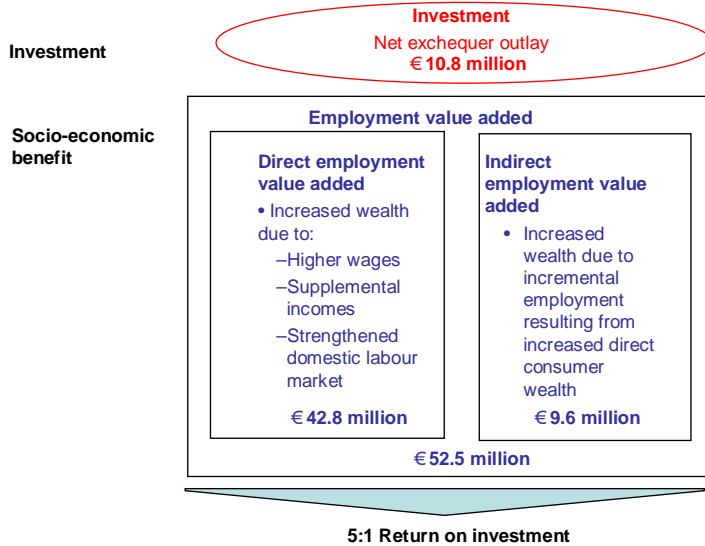 Investment
Net exchequer outlay
€ 10.8 million
Investment
Socio-economic
benefit
Employment value added
Direct employment
value added
• Increased wealth
due to:
–Higher wages
–Supplemental
incomes
–Strengthened
domestic labour
market
€ 42.8 million
Indirect
employment value
added
• Increased
wealth due to
incremental
employment
resulting from
increased direct
consumer
wealth
€ 9.6 million
€ 52.5 million
5:1 Return on investment